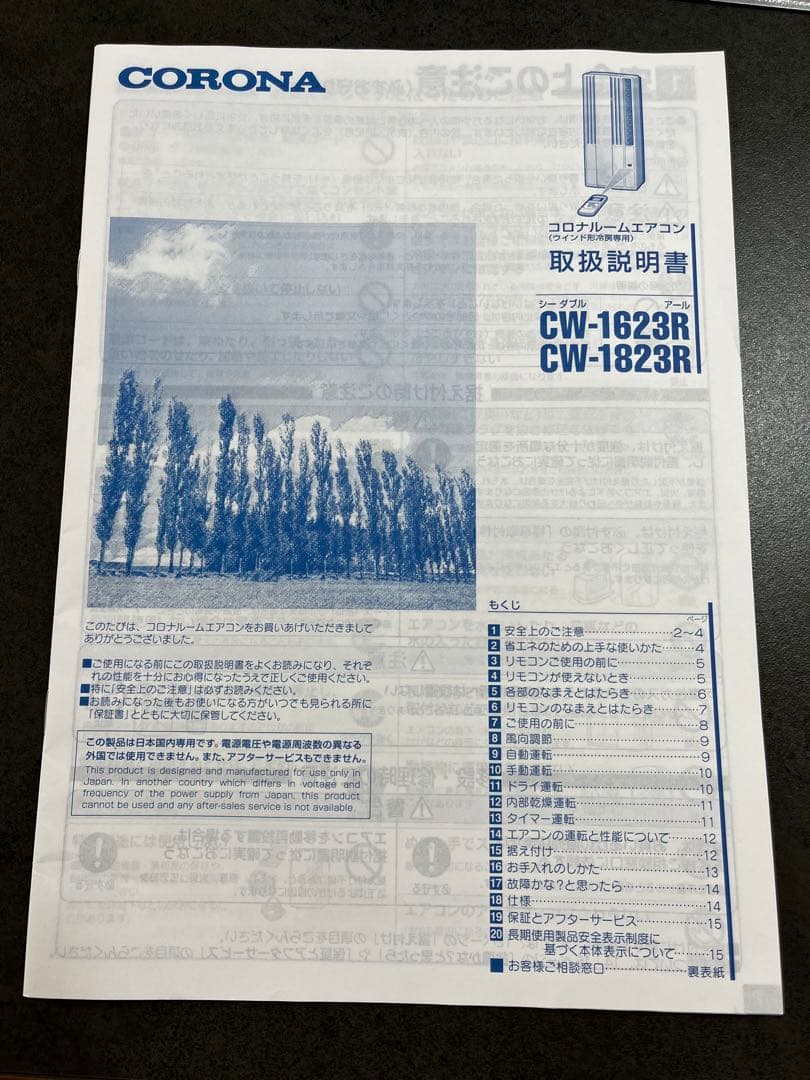 CORONA
コロナルームエアコン
(ウインド形冷房専用)
取扱説明書
シー ダブル アール
CW-1623R
CW-1823R
このたびは、コロナルームエアコンをお買いあげいただきまして
ありがとうございました。
■ご使用になる前にこの取扱説明書をよくお読みになり、それぞ
れの性能を十分にお心得になったうえで正しくご使用ください。
■特に「安全上のご注意」は必ずお読みください。
■お読みになった後もお使いになる方がいつでも見られる所に
「保証書」とともに大切に保管してください。
この製品は日本国内専用です。電源電圧や電源周波数の異なる
外国では使用できません。また、アフターサービスもできません。
This product is designed and manufactured for use only in
Japan. In another country which differs in voltage and
frequency of the power supply from Japan, this product
cannot be used and any after-sales service is not available.
もくじ
ページ
1 安全上のご注意 2~4
2 省エネのための上手な使いかた 4
3 リモコンご使用の前に 5
4 リモコンが使えないとき 5
5 各部のなまえとはたらき 6
6 リモコンのなまえとはたらき 7
7 ご使用の前に 8
8 風向調節 9
9 自動運転 9
10 手動運転 10
11 ドライ運転 10
12 内部乾燥運転 11
13 タイマー運転 11
14 エアコンの運転と性能について 12
15 据え付け 12
16 お手入れのしかた 13
17 故障かな?と思ったら 14
18 仕様 14
19 保証とアフターサービス 15
20 長期使用製品安全表示制度に
基づく本体表示について 15
■ お客様ご相談窓口 裏表紙